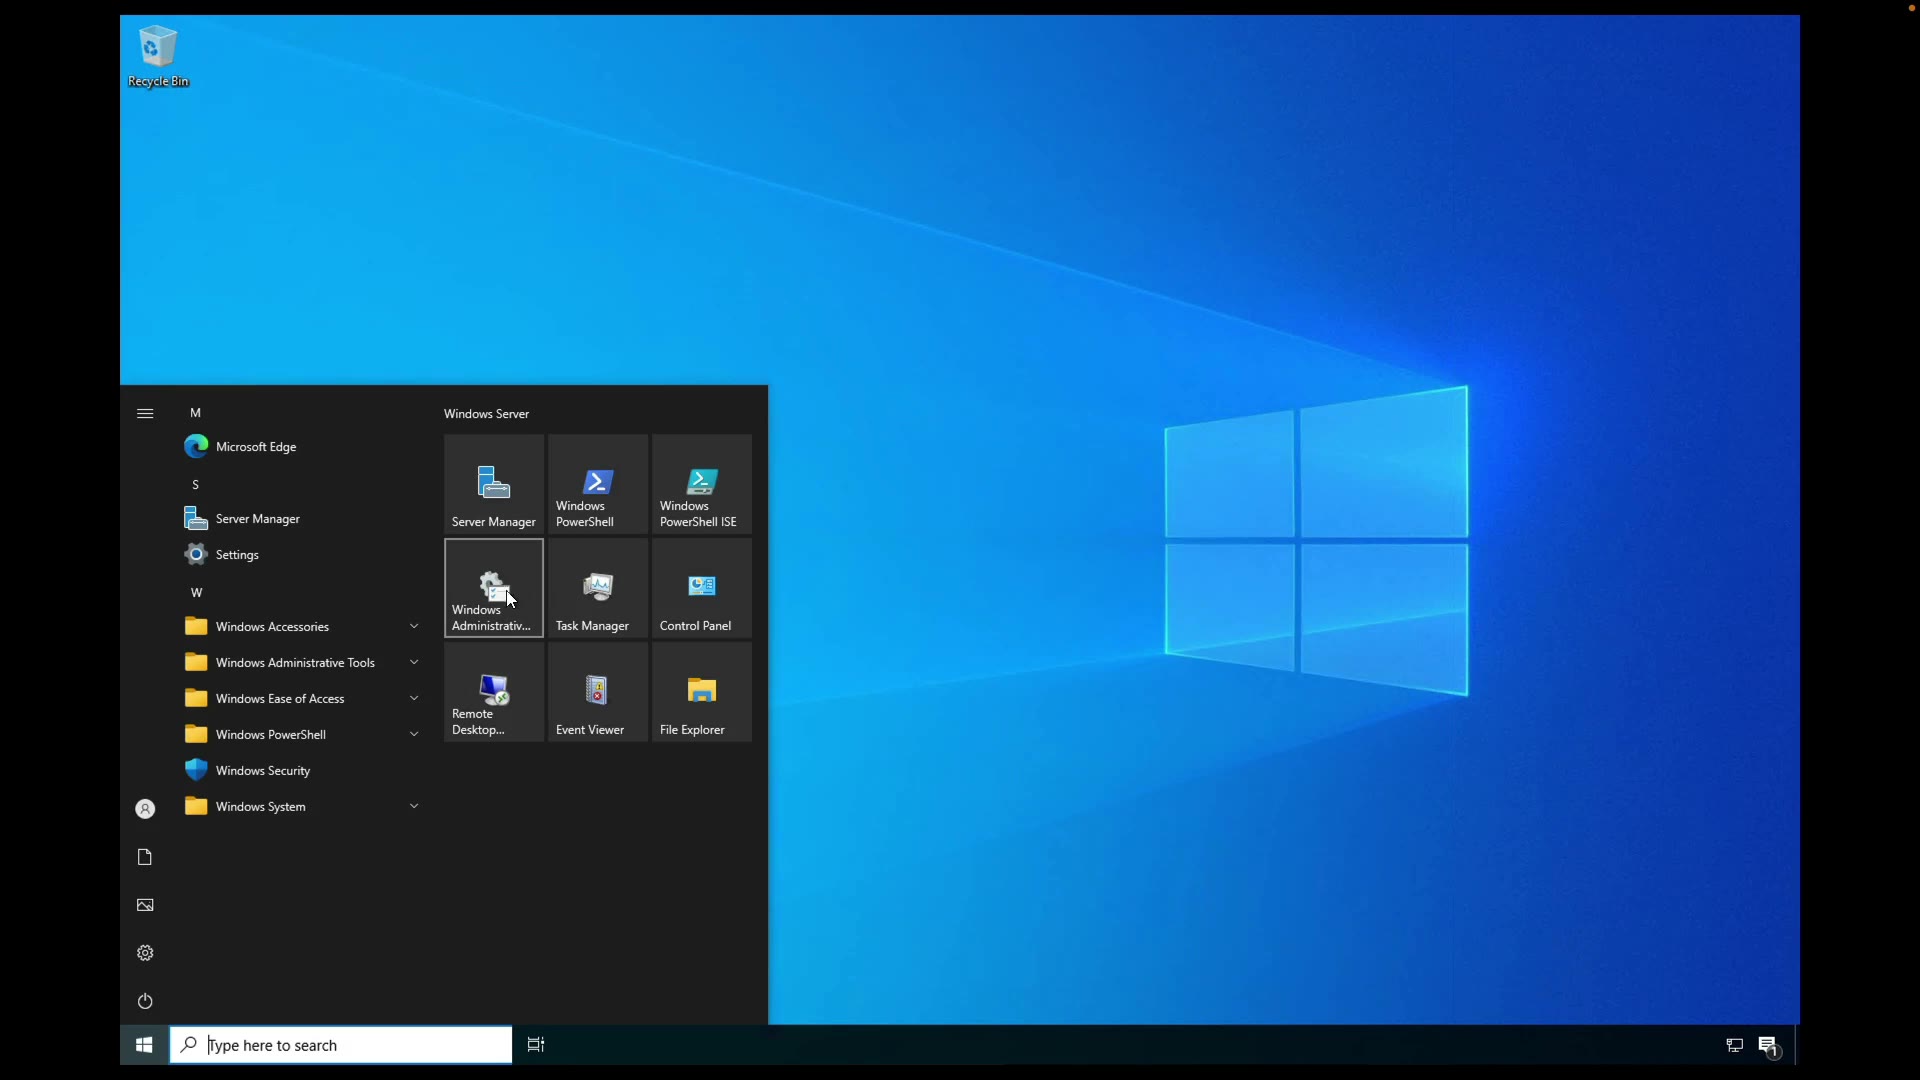 Recycle Bin
M
Microsoft Edge
S
Server Manager
Settings
W
Windows Accessories
Windows Administrative Tools
Windows Ease of Access
Windows PowerShell
Windows Security
Windows System
Windows Server
Server Manager
Windows
PowerShell
Windows
PowerShell ISE
Windows
Administrativ...
Task Manager
Control Panel
Remote
Desktop...
Event Viewer
File Explorer
Type here to search
1